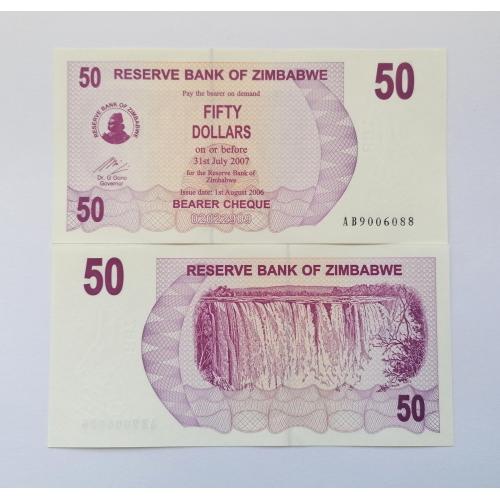 50 RESERVE BANK OF ZIMBABWE 50
Pay the bearer on demand
FIFTY
DOLLARS
RESERVE BANK OF ZIMBABWE
on or before
31st July 2007
for the Reserve Bank of
Zimbabwe
Dr. G Gono
Governor
Issue date: 1st August 2006
50 BEARER CHEQUE
AB9006088
50 RESERVE BANK OF ZIMBABWE
50